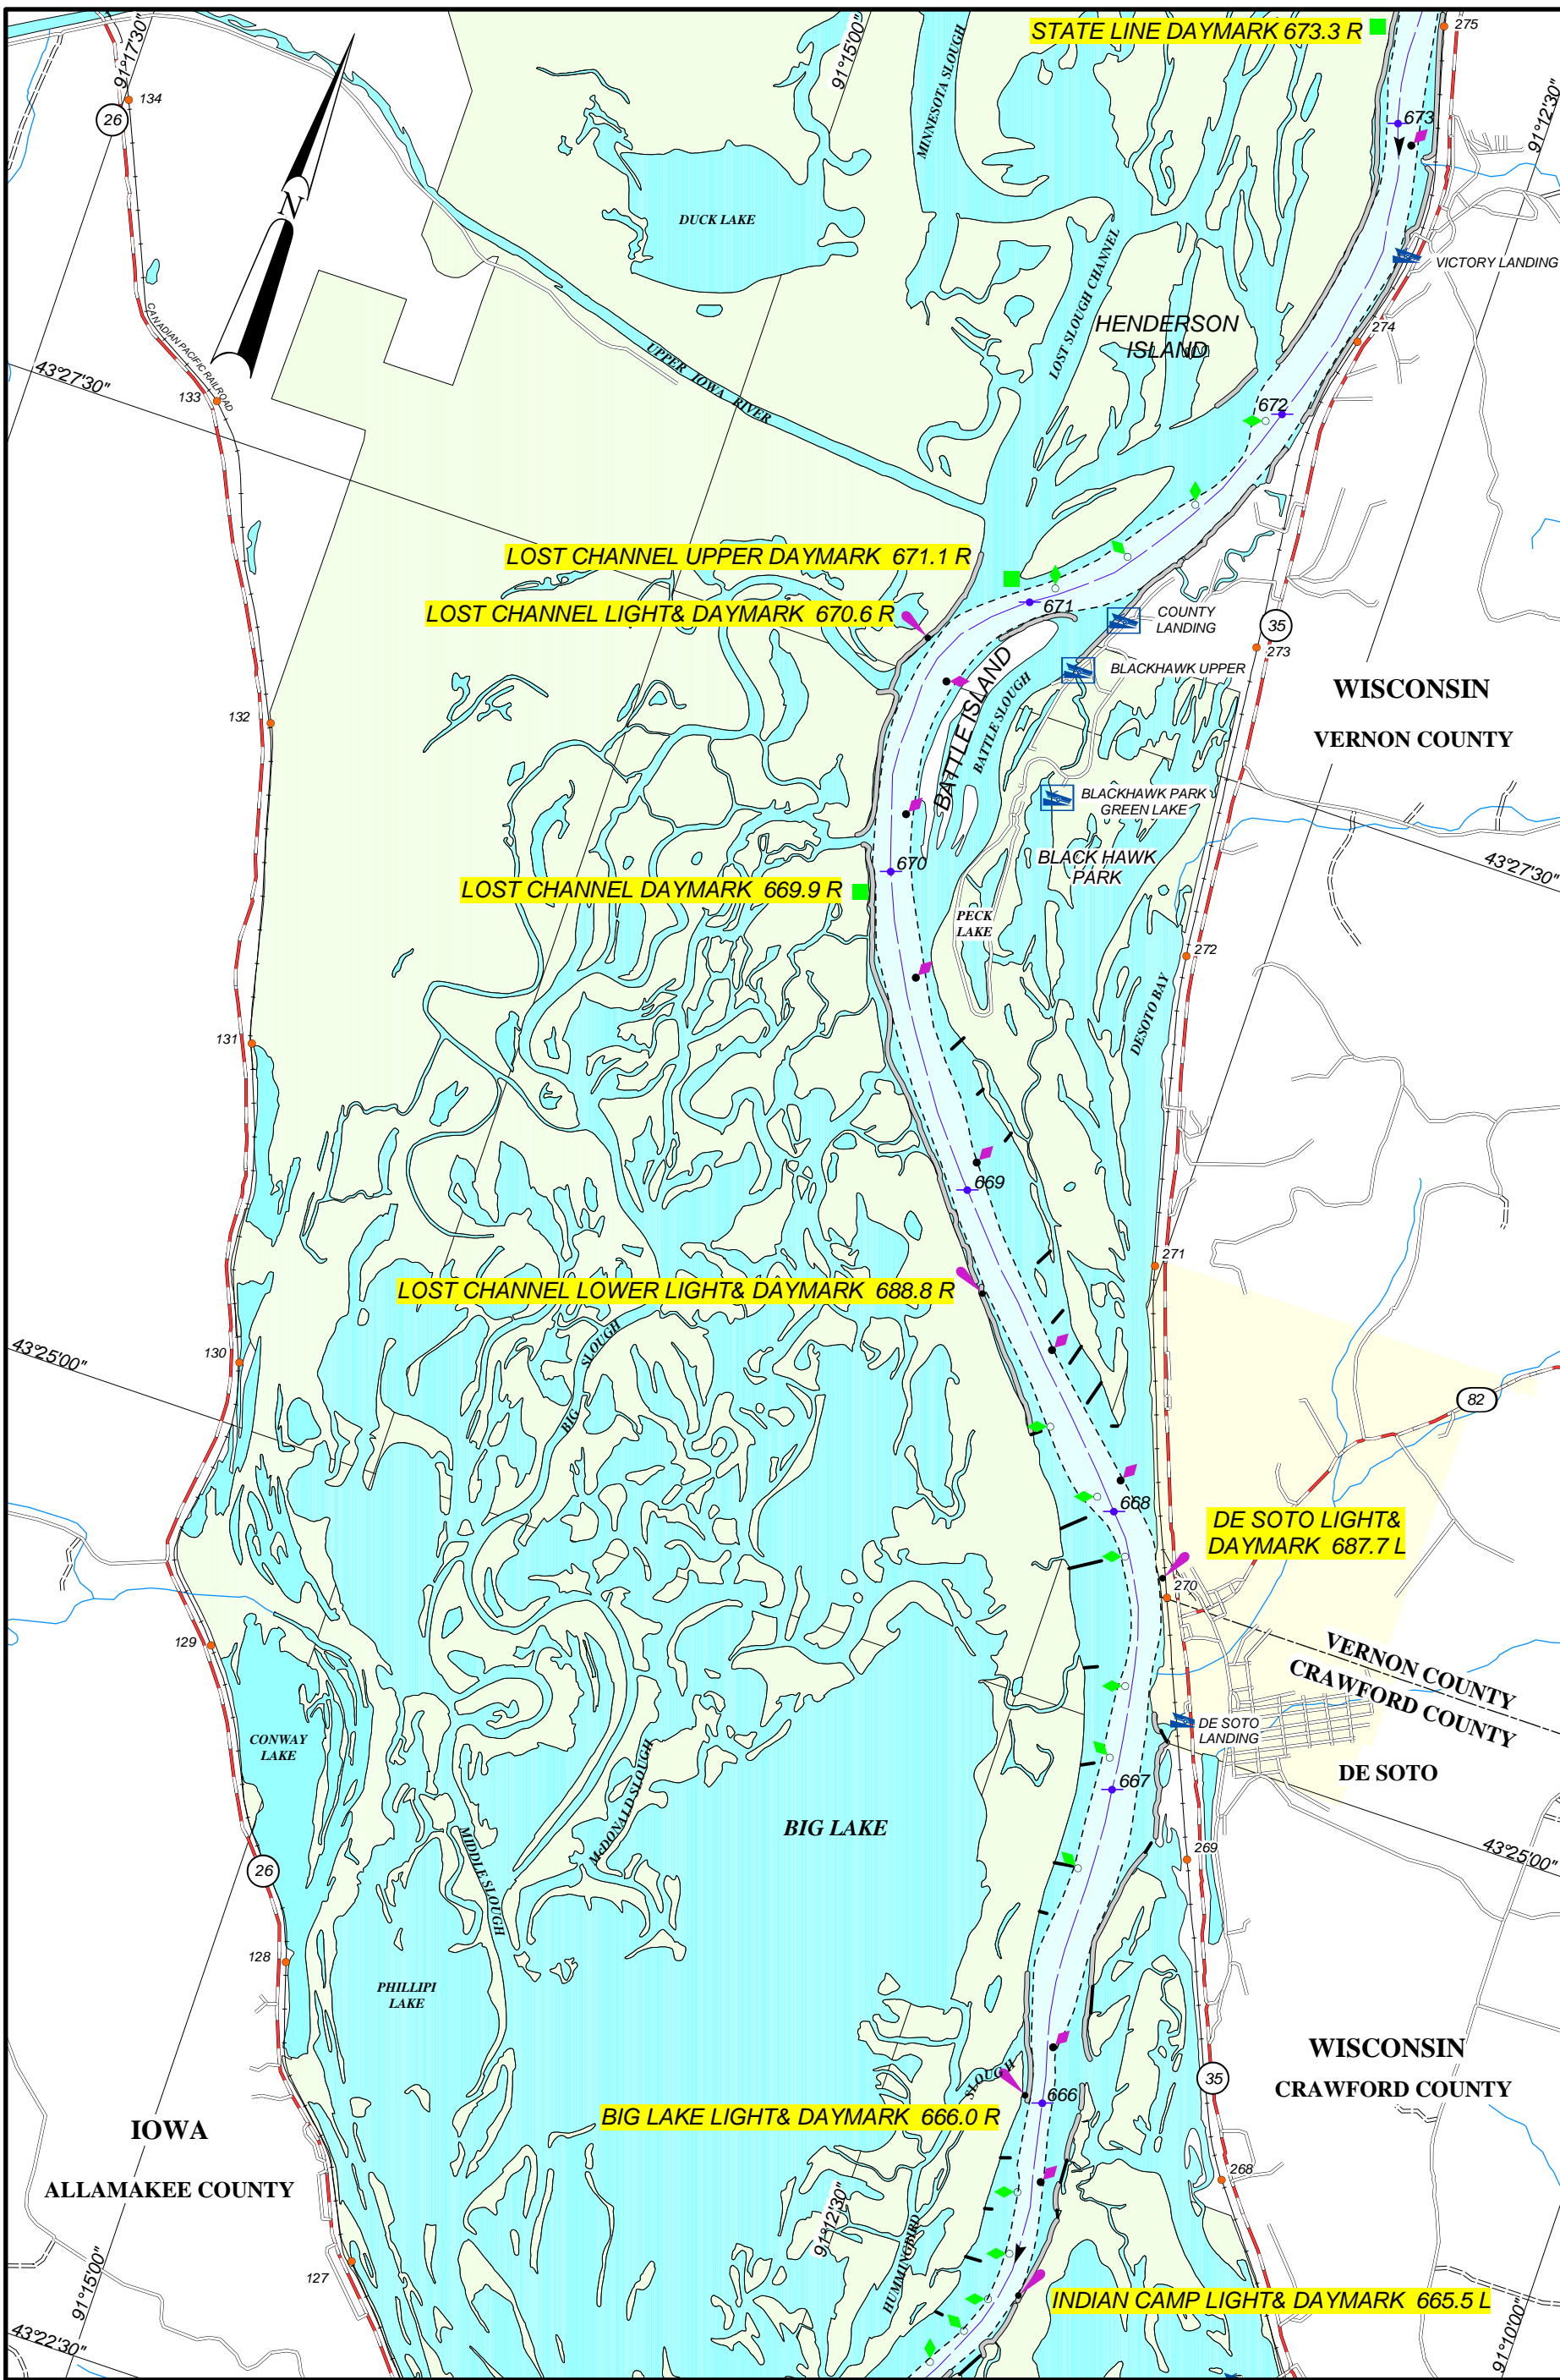 STATE LINE DAYMARK 673.3 R
275
91°17'30"
91°15'00"
134
26
673
91°12'30"
MINNESOTA SLOUGH
DUCK LAKE
N
VICTORY LANDING
LOST SLOUGH CHANNEL
HENDERSON
ISLAND
274
CANADIAN PACIFIC RAILROAD
UPPER IOWA RIVER
43°27'30"
133
672
LOST CHANNEL UPPER DAYMARK 671.1 R
LOST CHANNEL LIGHT& DAYMARK 670.6 R
671
COUNTY
LANDING
35
273
BLACKHAWK UPPER
BATTLE ISLAND
BATTLE SLOUGH
WISCONSIN
VERNON COUNTY
132
BLACKHAWK PARK
GREEN LAKE
BLACK HAWK
PARK
670
43°27'30"
LOST CHANNEL DAYMARK 669.9 R
PECK
LAKE
272
DESOTO BAY
131
669
271
LOST CHANNEL LOWER LIGHT& DAYMARK 688.8 R
BIG
SLOUGH
43°25'00"
130
82
668
DE SOTO LIGHT&
DAYMARK 687.7 L
270
129
VERNON COUNTY
CRAWFORD COUNTY
DE SOTO
LANDING
CONWAY
LAKE
DE SOTO
667
McDONALD SLOUGH
MIDDLE SLOUGH
BIG LAKE
43°25'00"
269
26
128
PHILLIPI
LAKE
WISCONSIN
CRAWFORD COUNTY
35
SLOUGH
666
BIG LAKE LIGHT& DAYMARK 666.0 R
IOWA
ALLAMAKEE COUNTY
268
91°12'30"
HUMMINGBIRD
127
91°15'00"
INDIAN CAMP LIGHT& DAYMARK 665.5 L
43°22'30"
91°10'00"